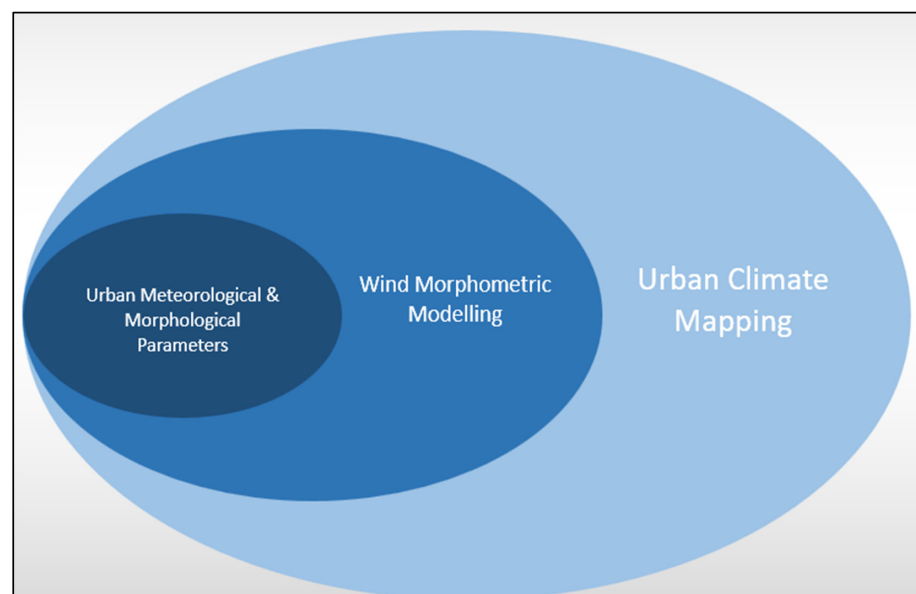 Urban Meteorological &
Morphological
Parameters
Wind Morphometric
Modelling
Urban Climate
Mapping